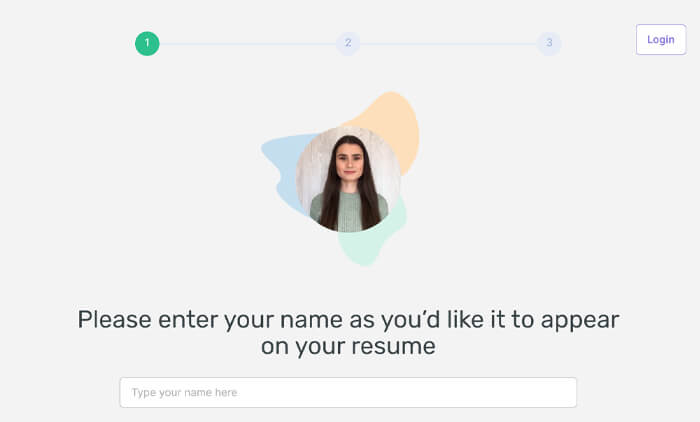 1
2
3
Login
Please enter your name as you’d like it to appear
on your resume
Type your name here